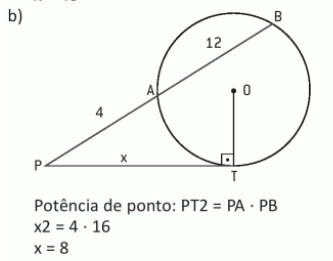 b)
B
12
A
O
4
P
x
T
Potência de ponto: PT2 = PA · PB
x2 = 4 · 16
x = 8